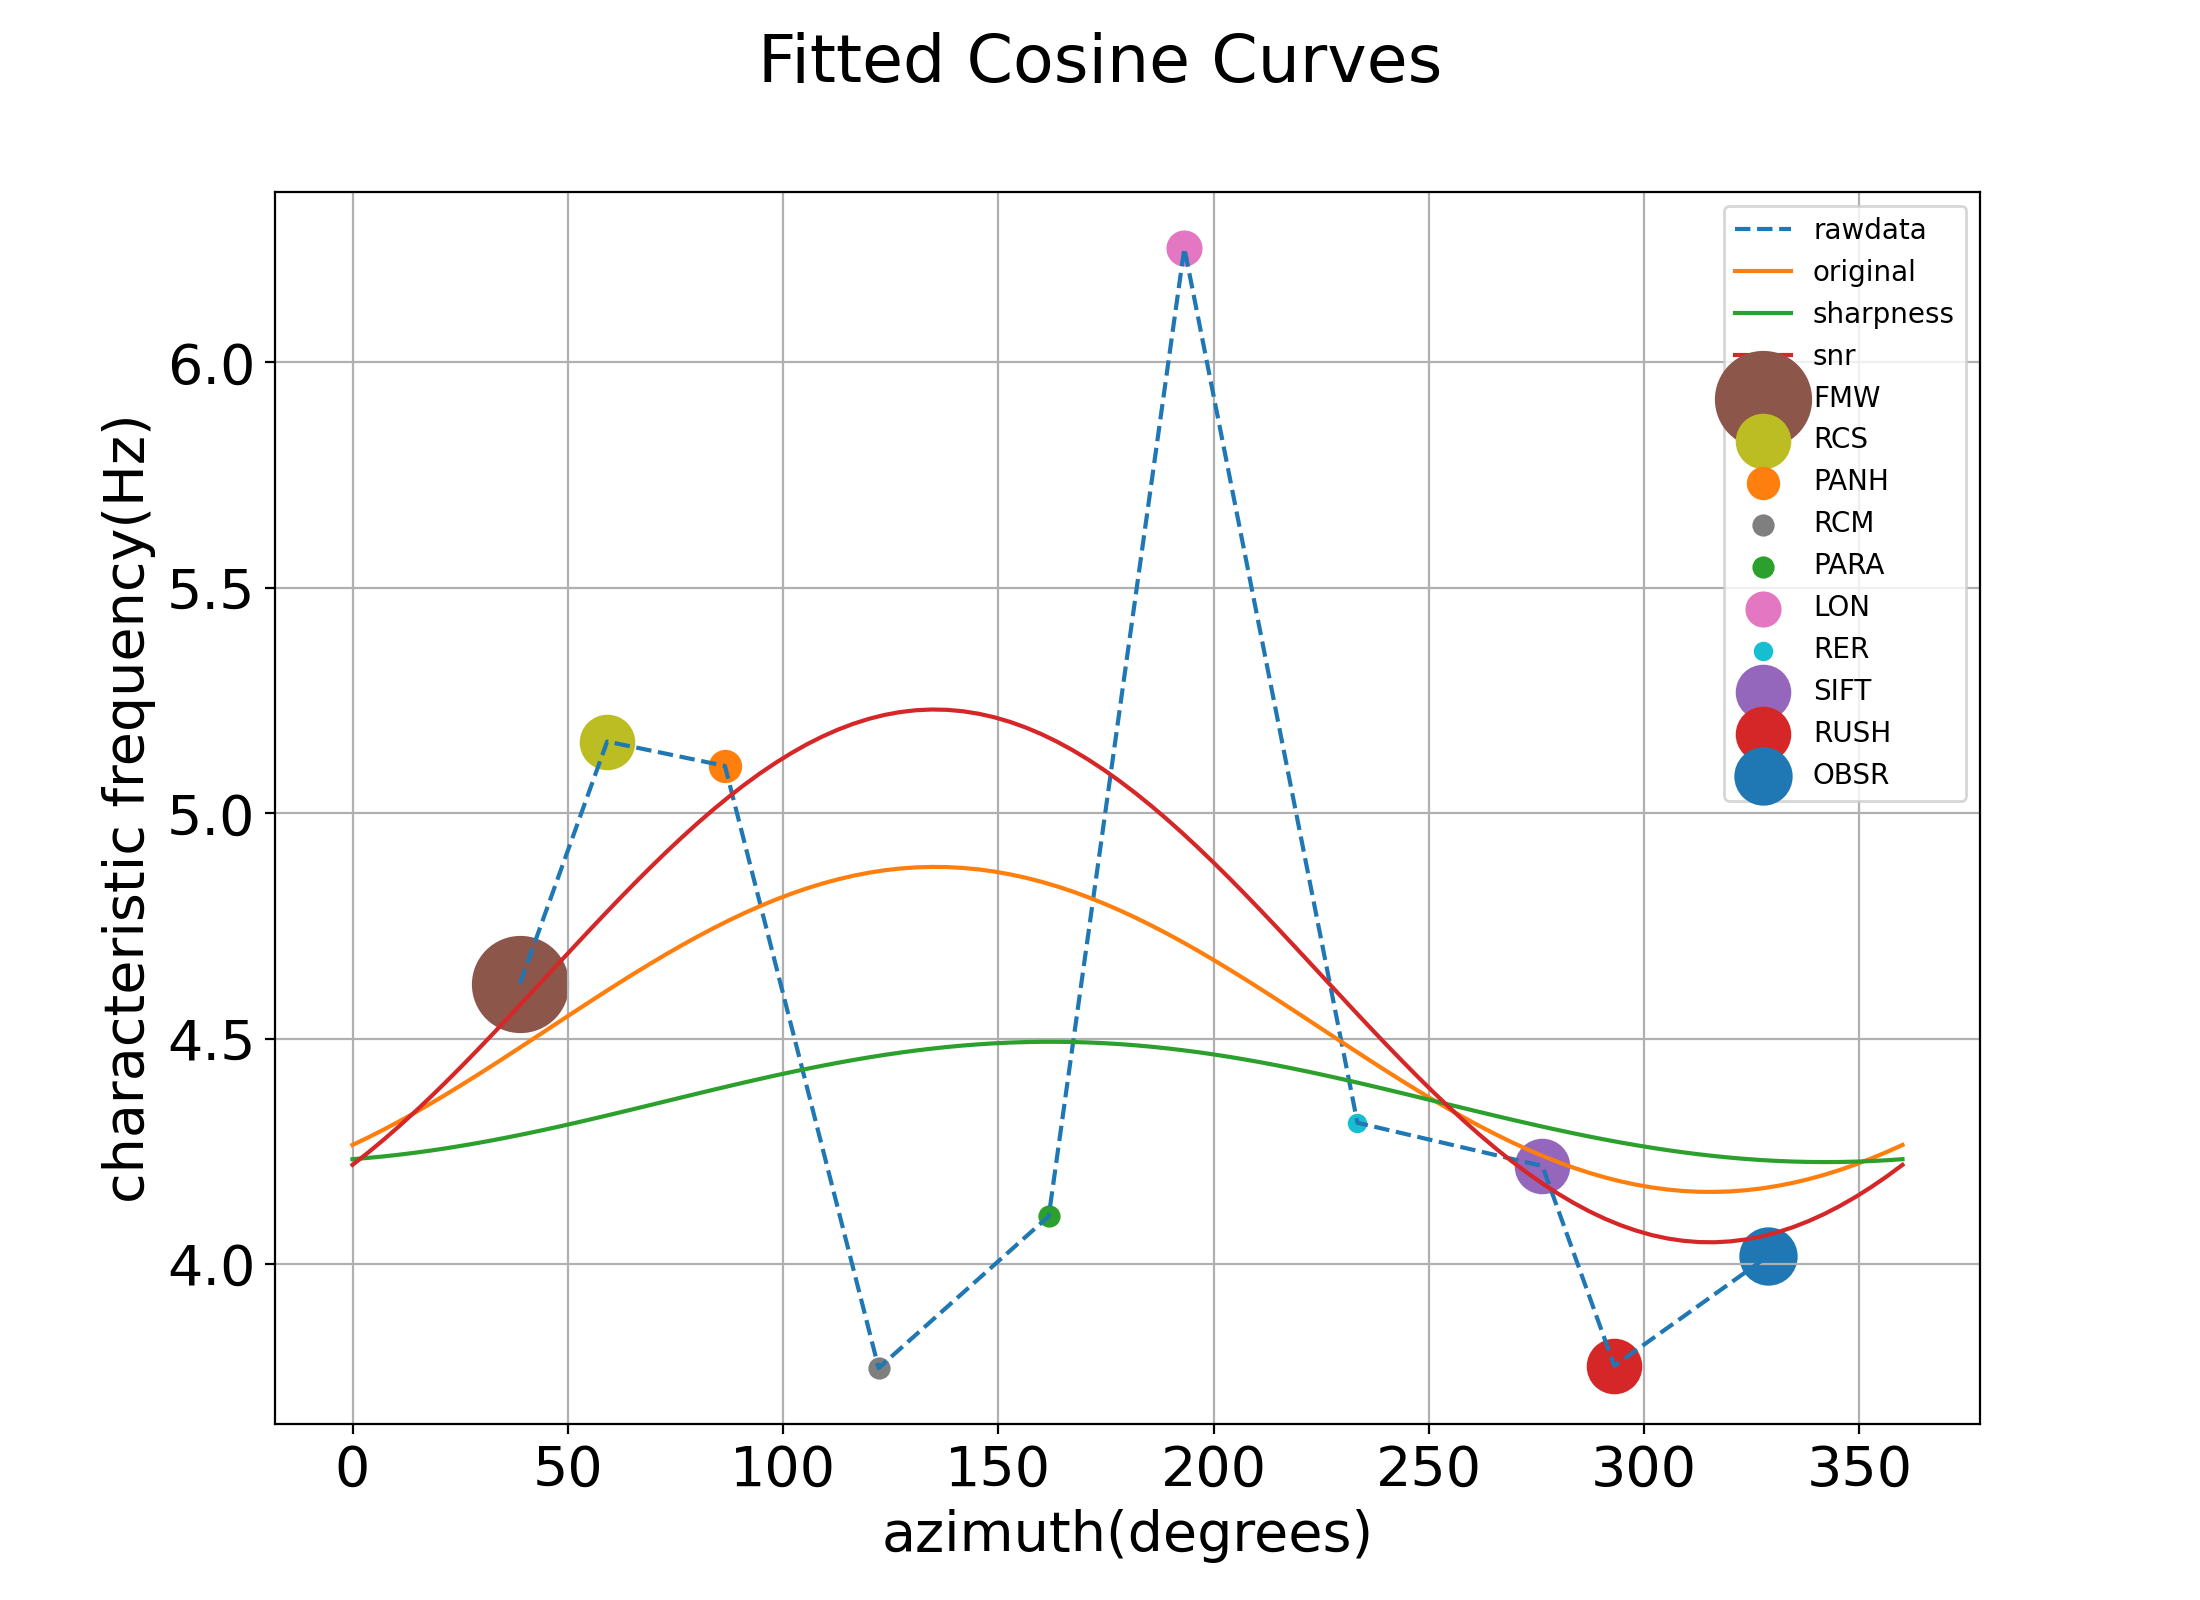 Fitted Cosine Curves
characteristic frequency(Hz)
6.0
5.5
5.0
4.5
4.0
rawdata
original
sharpness
snr
FMW
RCS
PANH
RCM
PARA
LON
RER
SIFT
RUSH
OBSR
0 50 100 150 200 250 300 350
azimuth(degrees)